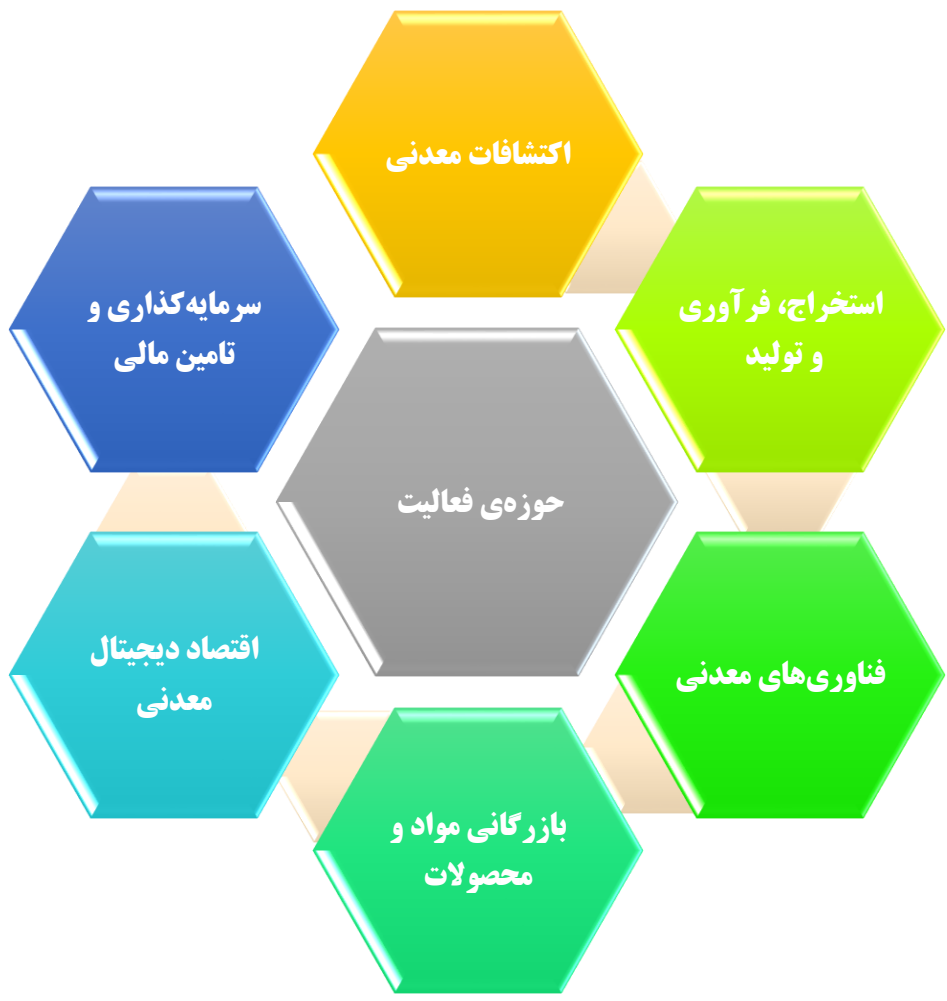 اکتشافات معدنی
استخراج، فرآوری
و تولید
فناوری‌های معدنی
بازرگانی مواد و
محصولات
اقتصاد دیجیتال
معدنی
سرمایه‌گذاری و
تامین مالی
حوزه‌ی فعالیت